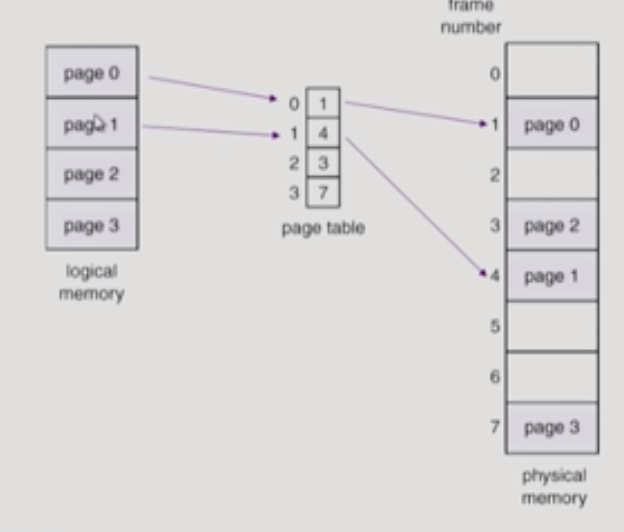 frame
number
page 0
page 1
page 2
page 3
logical
memory
0 1
1 4
2 3
3 7
page table
0
1 page 0
2
3 page 2
4 page 1
5
6
7 page 3
physical
memory